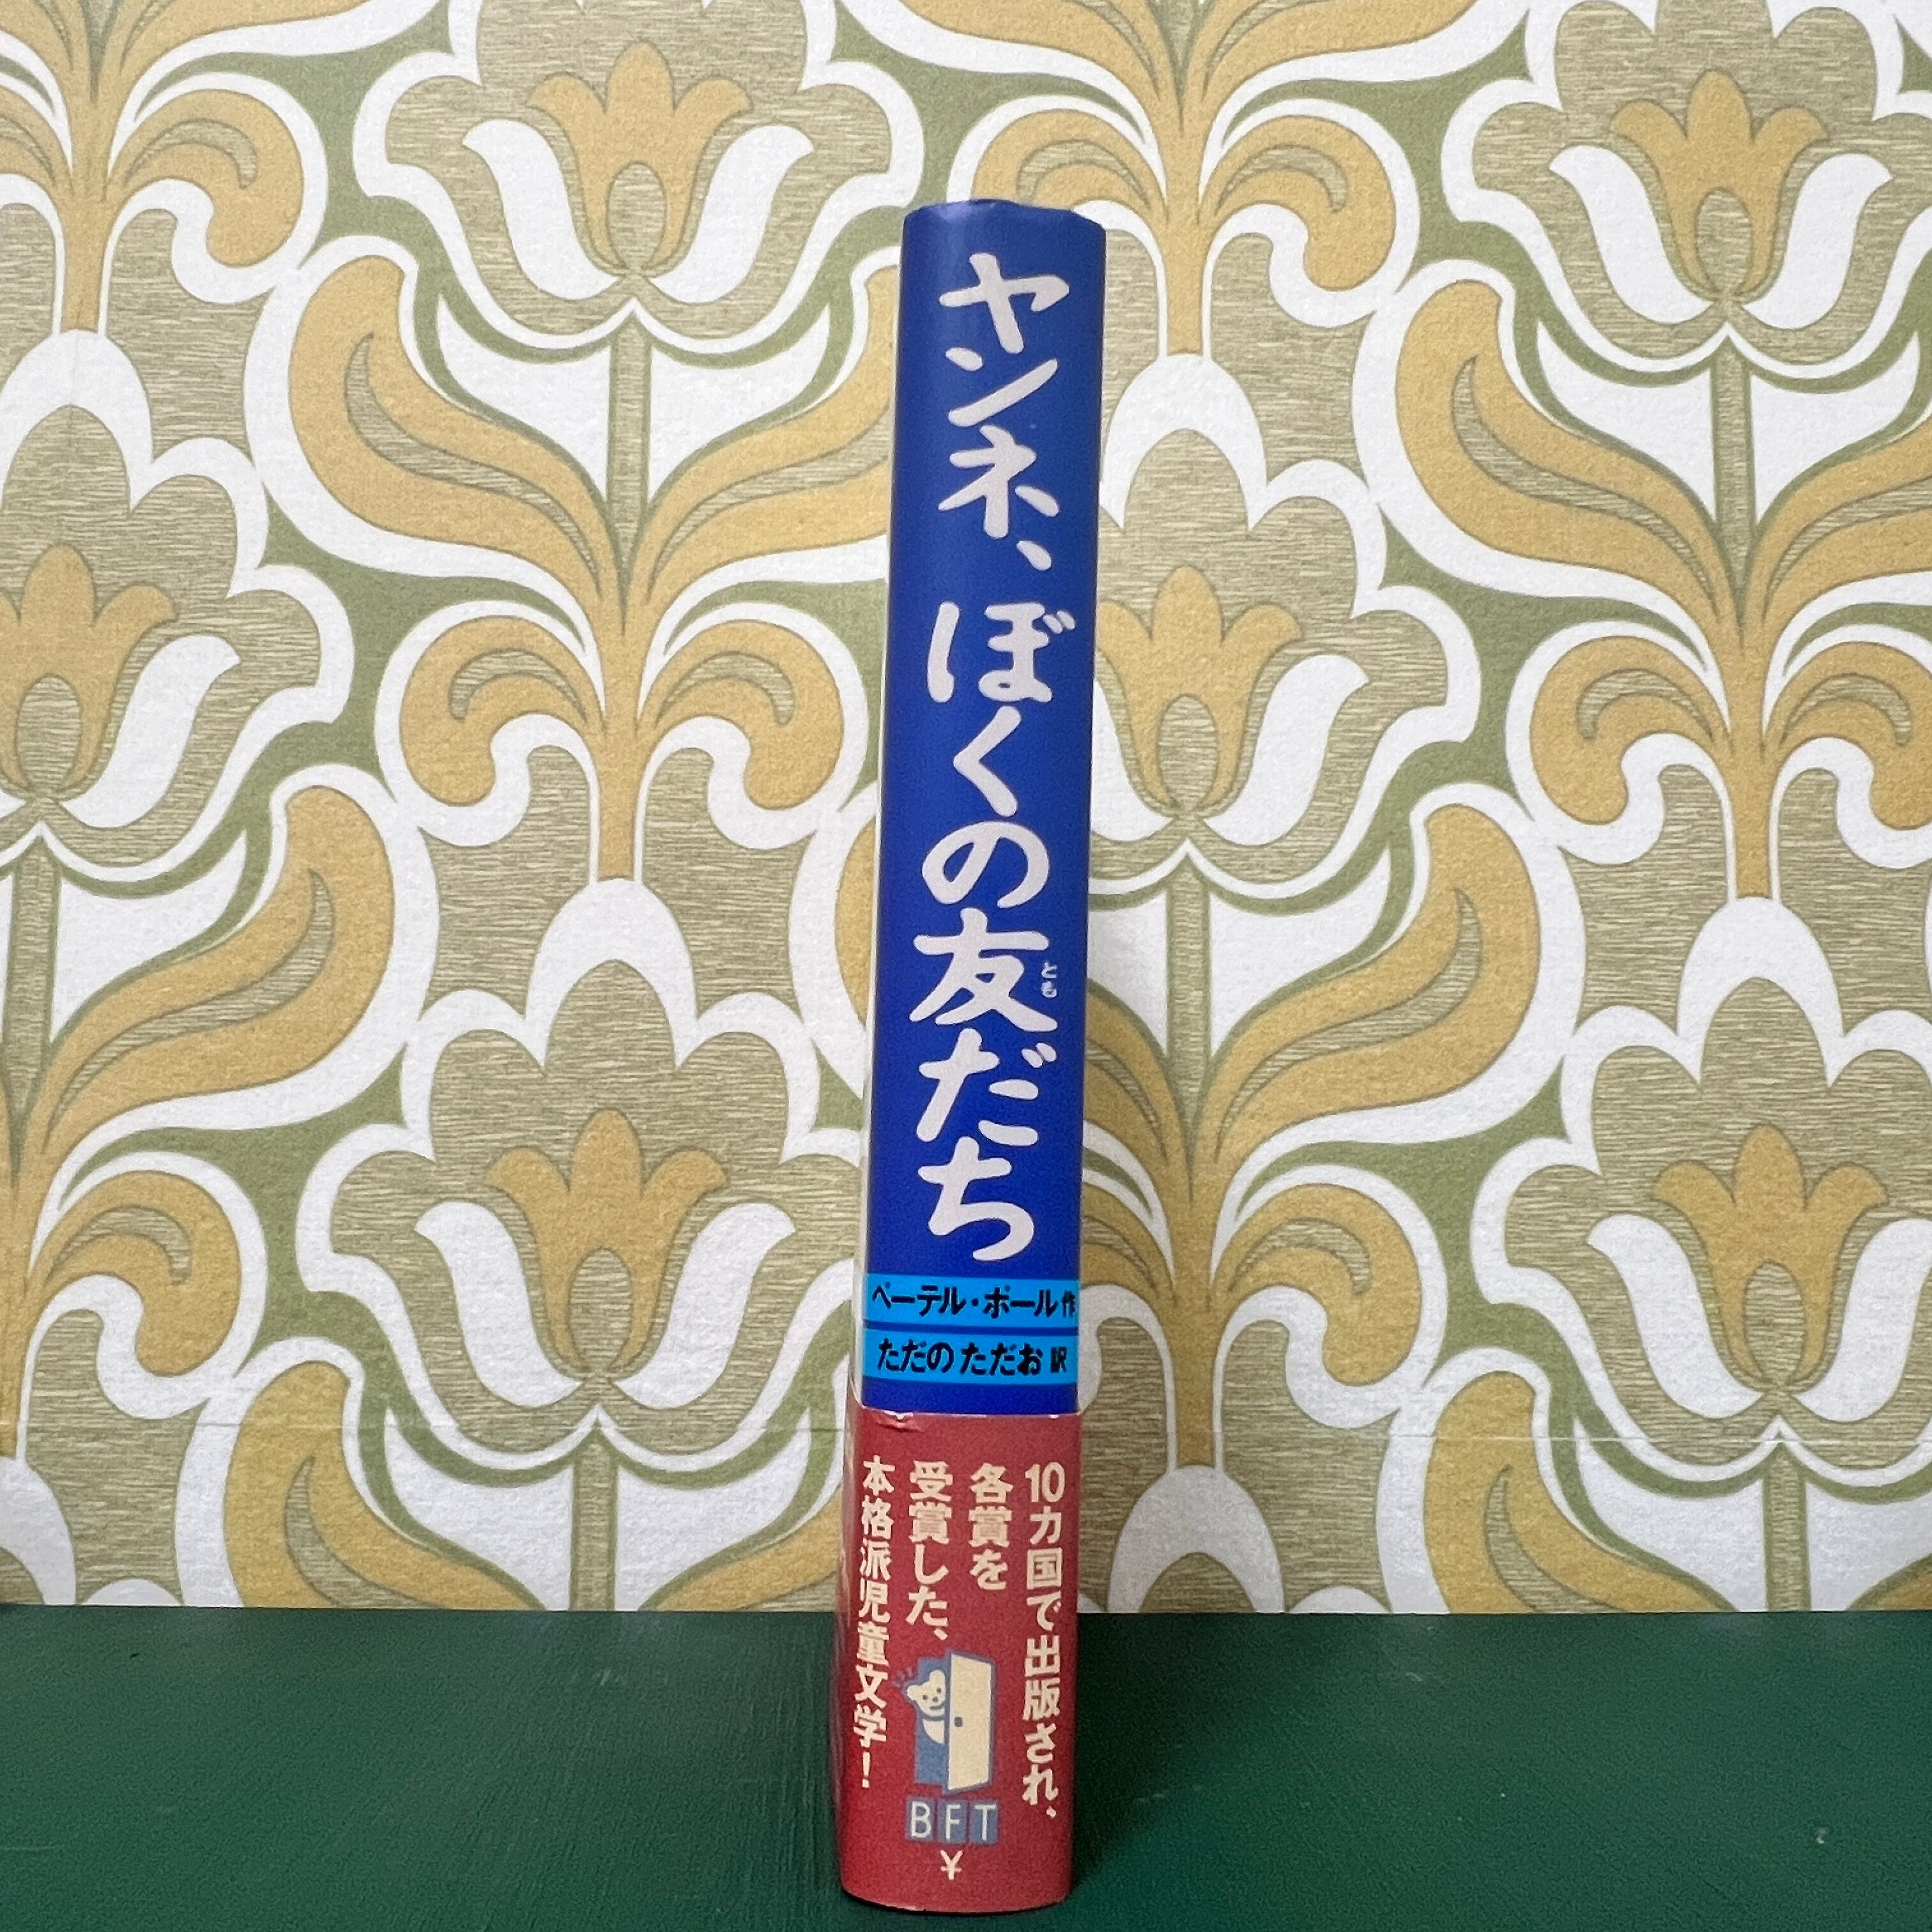 ヤンネ、ぼくの友だち
とも
ペーテル・ポール 作
ただの ただお 訳
10カ国で出版され、
各賞を
受賞した、
本格派児童文学!
BFT
¥